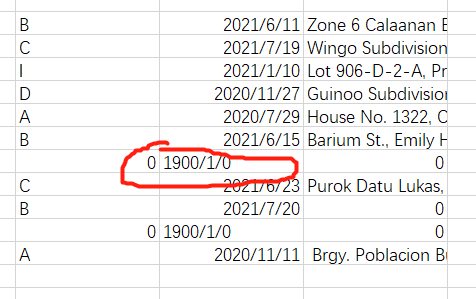 B 2021/6/11 Zone 6 Calaanan
C 2021/7/19 Wingo Subdivision
I 2021/1/10 Lot 906-D-2-A,
D 2020/11/27 Guinoo
A 2020/7/29 House No. 1322,
B 2021/6/15 Barium St., Emily
0 1900/1/0 0
C 2021/6/23 Purok Datu Lukas,
B 2021/7/20 0
0 1900/1/0 0
A 2020/11/11 Brgy. Poblacion